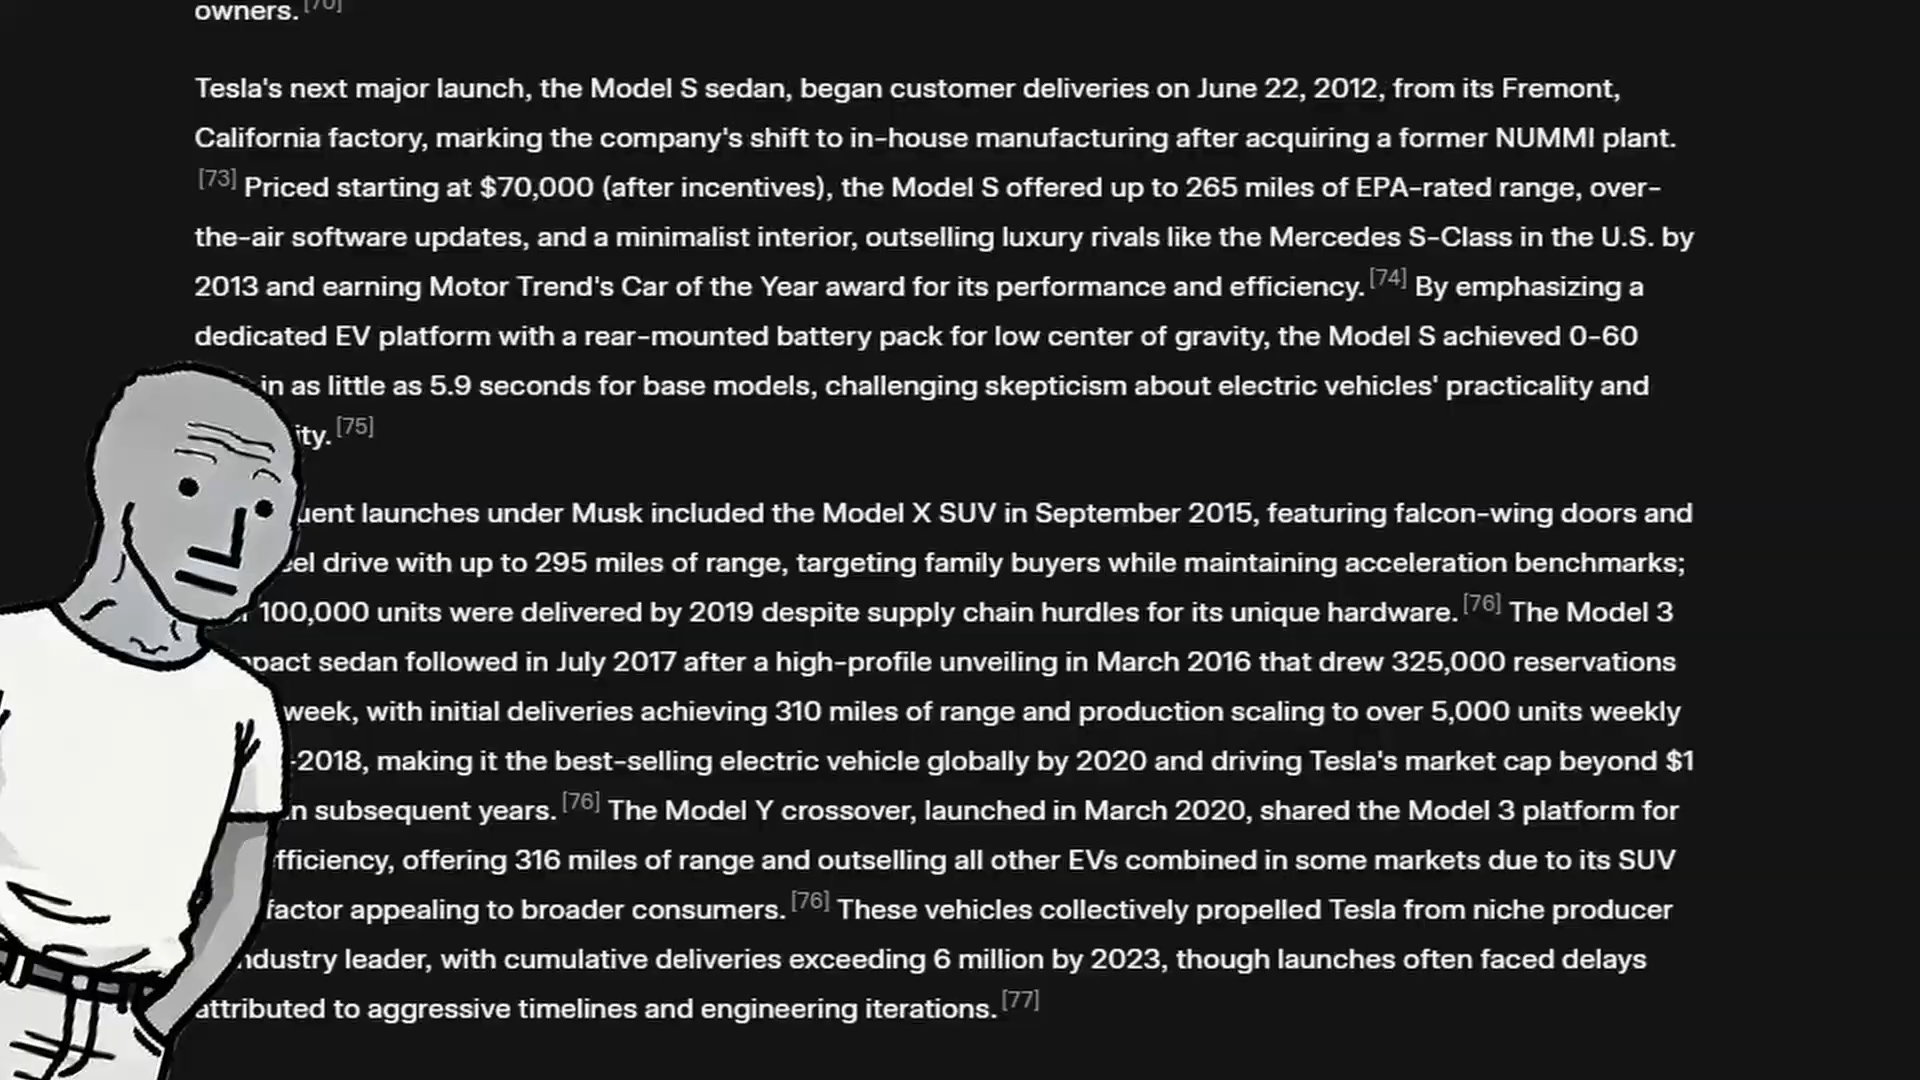 owners. [70]
Tesla's next major launch, the Model S sedan, began customer deliveries on June 22, 2012, from its Fremont,
California factory, marking the company's shift to in-house manufacturing after acquiring a former NUMMI plant.
[73] Priced starting at $70,000 (after incentives), the Model S offered up to 265 miles of EPA-rated range, over-
the-air software updates, and a minimalist interior, outselling luxury rivals like the Mercedes S-Class in the U.S. by
2013 and earning Motor Trend's Car of the Year award for its performance and efficiency. [74] By emphasizing a
dedicated EV platform with a rear-mounted battery pack for low center of gravity, the Model S achieved 0-60
in as little as 5.9 seconds for base models, challenging skepticism about electric vehicles' practicality and
ity. [75]
uent launches under Musk included the Model X SUV in September 2015, featuring falcon-wing doors and
eel drive with up to 295 miles of range, targeting family buyers while maintaining acceleration benchmarks;
100,000 units were delivered by 2019 despite supply chain hurdles for its unique hardware. [76] The Model 3
pact sedan followed in July 2017 after a high-profile unveiling in March 2016 that drew 325,000 reservations
week, with initial deliveries achieving 310 miles of range and production scaling to over 5,000 units weekly
-2018, making it the best-selling electric vehicle globally by 2020 and driving Tesla's market cap beyond $1
n subsequent years. [76] The Model Y crossover, launched in March 2020, shared the Model 3 platform for
fficiency, offering 316 miles of range and outselling all other EVs combined in some markets due to its SUV
factor appealing to broader consumers. [76] These vehicles collectively propelled Tesla from niche producer
ndustry leader, with cumulative deliveries exceeding 6 million by 2023, though launches often faced delays
attributed to aggressive timelines and engineering iterations. [77]